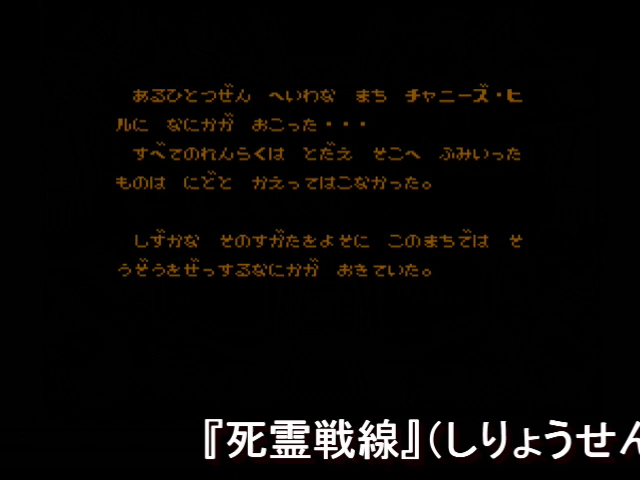 あるひとつぜん　へいわな　まち　チャニーズ・ヒ
ルに　なにかが　おこった・・・
すべてのれんらくは　とだえ　そこへ　ふみいった
ものは　にどと　かえってはこなかった。
しずかな　そのすがたをよそに　このまちでは　そ
うぞうをぜっするなにかが　おきていた。
『死霊戦線』(しりょうせん